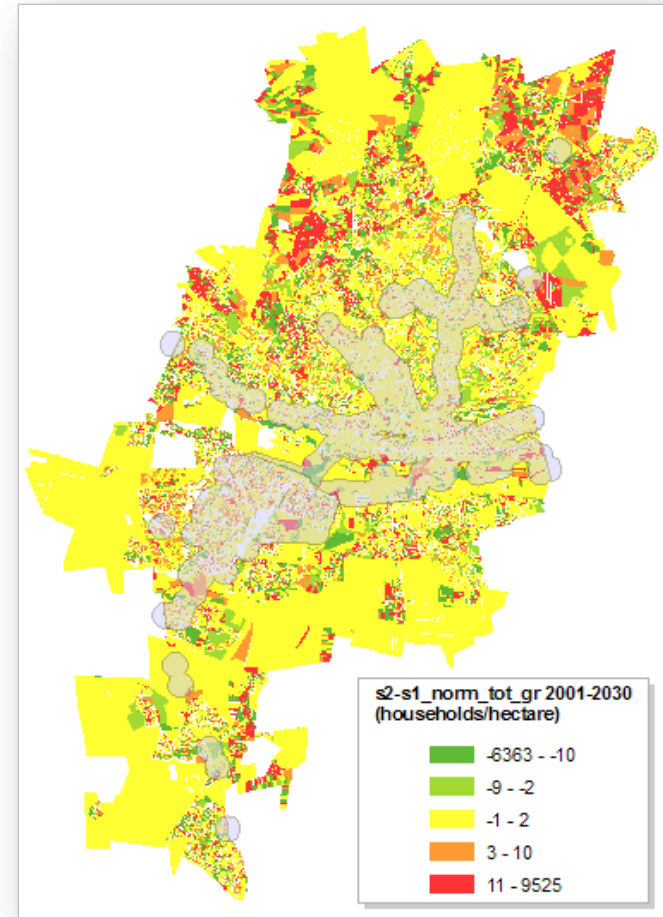 s2-s1_norm_tot_gr 2001-2030
(households/hectare)
-6363 - -10
-9 - -2
-1 - 2
3 - 10
11 - 9525